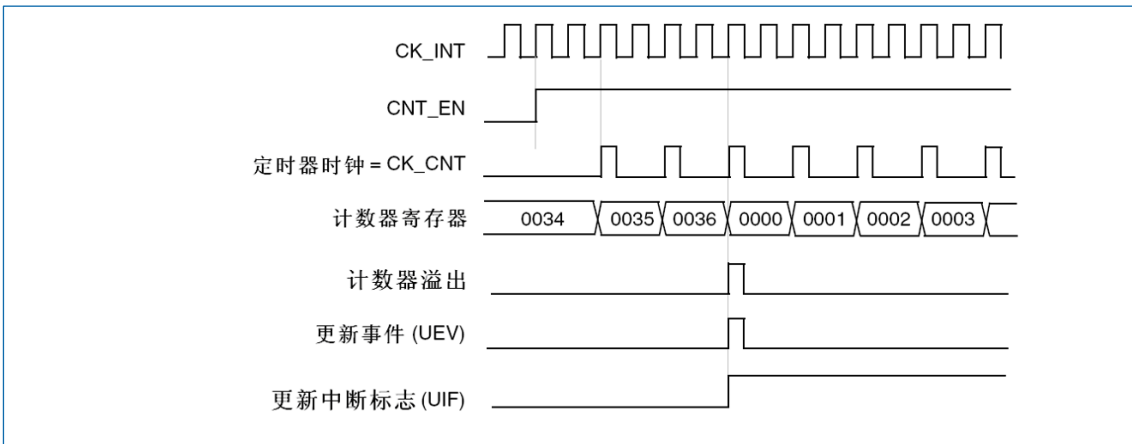 CK_INT
CNT_EN
定时器时钟 = CK_CNT
计数器寄存器 0034 0035 0036 0000 0001 0002 0003
计数器溢出
更新事件 (UEV)
更新中断标志 (UIF)